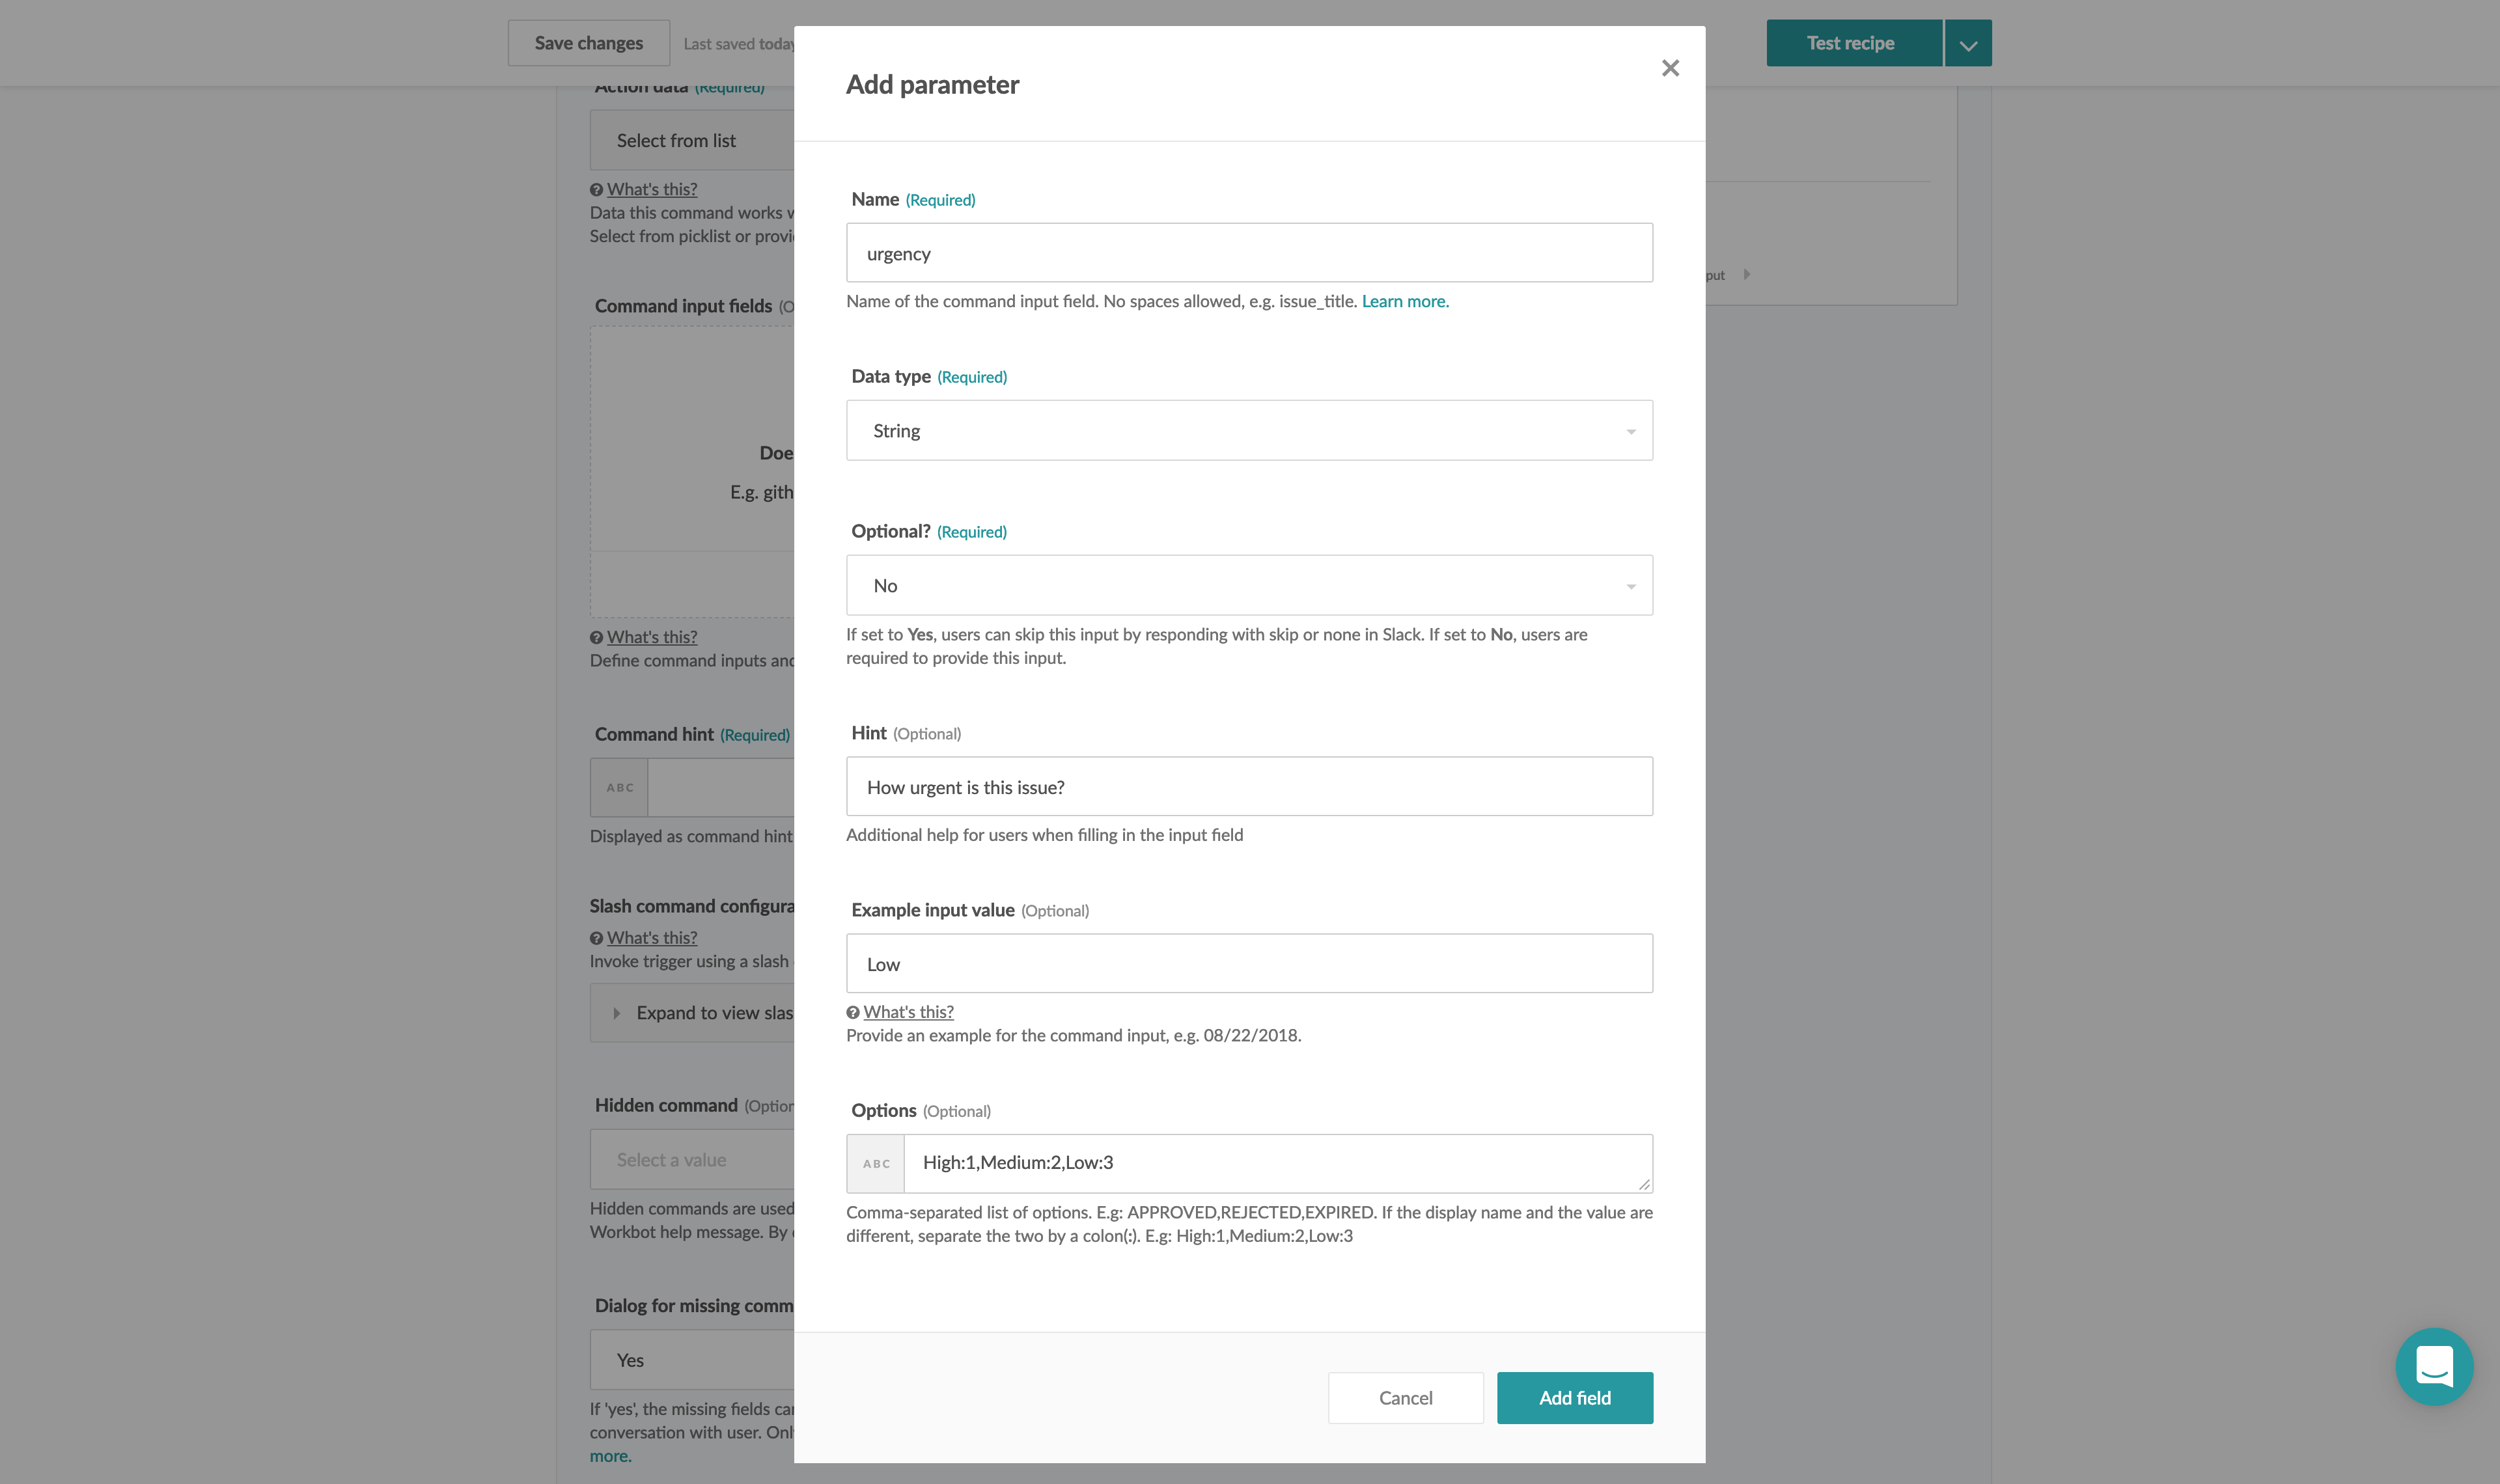 Save changes
Last saved today
Test recipe
Action data (Required)
Select from list
What's this?
Data this command works
Select from picklist or
Command input fields
Doe
E.g. gith
What's this?
Define command inputs and
Command hint (Required)
ABC
Displayed as command hint
Slash command configura
What's this?
Invoke trigger using a slash
Expand to view slas
Hidden command (Option
Select a value
Hidden commands are used
Workbot help message. By
Dialog for missing comm
Yes
If 'yes', the missing fields can
conversation with user. Onl
more.
put
Add parameter
Name (Required)
urgency
Name of the command input field. No spaces allowed, e.g. issue_title. Learn more.
Data type (Required)
String
Optional? (Required)
No
If set to Yes, users can skip this input by responding with skip or none in Slack. If set to No, users are
required to provide this input.
Hint (Optional)
How urgent is this issue?
Additional help for users when filling in the input field
Example input value (Optional)
Low
What's this?
Provide an example for the command input, e.g. 08/22/2018.
Options (Optional)
ABC
High:1,Medium:2,Low:3
Comma-separated list of options. E.g: APPROVED,REJECTED,EXPIRED. If the display name and the value are
different, separate the two by a colon(:). E.g: High:1,Medium:2,Low:3
Cancel
Add field